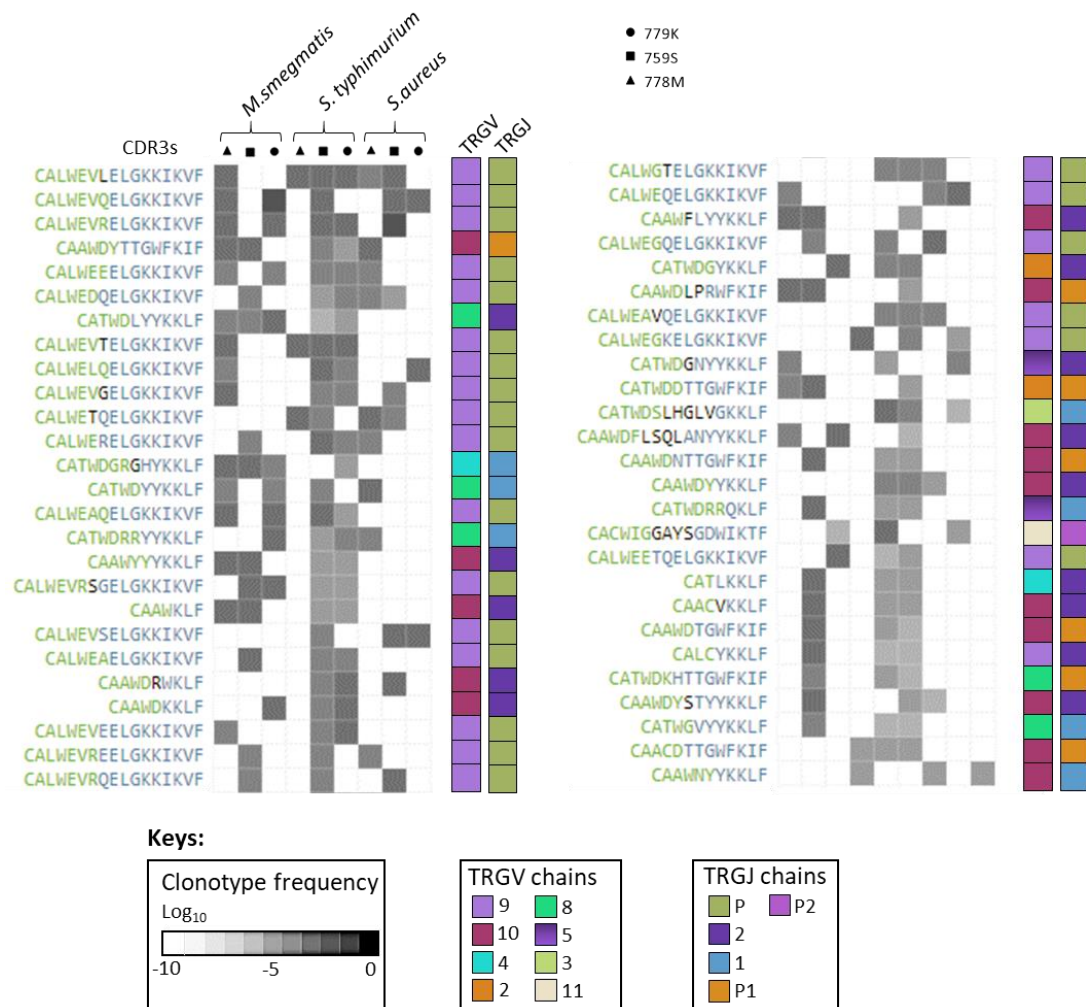 M.smegmatis
S. typhimurium
S.aureus
● 779K
■ 759S
▲ 778M
CDR3s
TRGV
TRGJ
CALWEVLELGKKIKVF
CALWEVQELGKKIKVF
CALWEVRELGKKIKVF
CAAWDYTTGWFKIF
CALWEEELGKKIKVF
CALWEDQELGKKIKVF
CATWDLYYKKLF
CALWEVTELGKKIKVF
CALWELQELGKKIKVF
CALWEVGELGKKIKVF
CALWETQELGKKIKVF
CALWERELGKKIKVF
CATWDGRGHYKKLF
CATWDYYKKLF
CALWEAQELGKKIKVF
CATWDRRYYKKLF
CAAWYYYKKLF
CALWEVRSGELGKKIKVF
CAAWKLF
CALWEVSELGKKIKVF
CALWEAELGKKIKVF
CAAWDRWKLF
CAAWDKKLF
CALWEVEELGKKIKVF
CALWEVREELGKKIKVF
CALWEVRQELGKKIKVF
CALWGTELGKKIKVF
CALWEQELGKKIKVF
CAAWFLYYKKLF
CALWEGQELGKKIKVF
CATWDGYKKLF
CAAWDLPRWFKIF
CALWEAVQELGKKIKVF
CALWEGKELGKKIKVF
CATWDGNYYKKLF
CATWDDTTGWFKIF
CATWDSLHGLVGKKLF
CAAWDFLSQLANYYKKLF
CAAWDNTTGWFKIF
CAAWDYYKKLF
CATWDRRQKLF
CACWIGGAYSGDWIKTF
CALWEETQELGKKIKVF
CATLKKLF
CAACVKKLF
CAAWDTGWFKIF
CALCYKKLF
CATWDKHTTGWFKIF
CAAWDYSTYYKKLF
CATWGVYYKKLF
CAACDTTGWFKIF
CAAWNYYKKLF
Keys:
Clonotype frequency
Log10
-10 -5 0
TRGV chains
9 8
10 5
4 3
2 11
TRGJ chains
P P2
2
1
P1